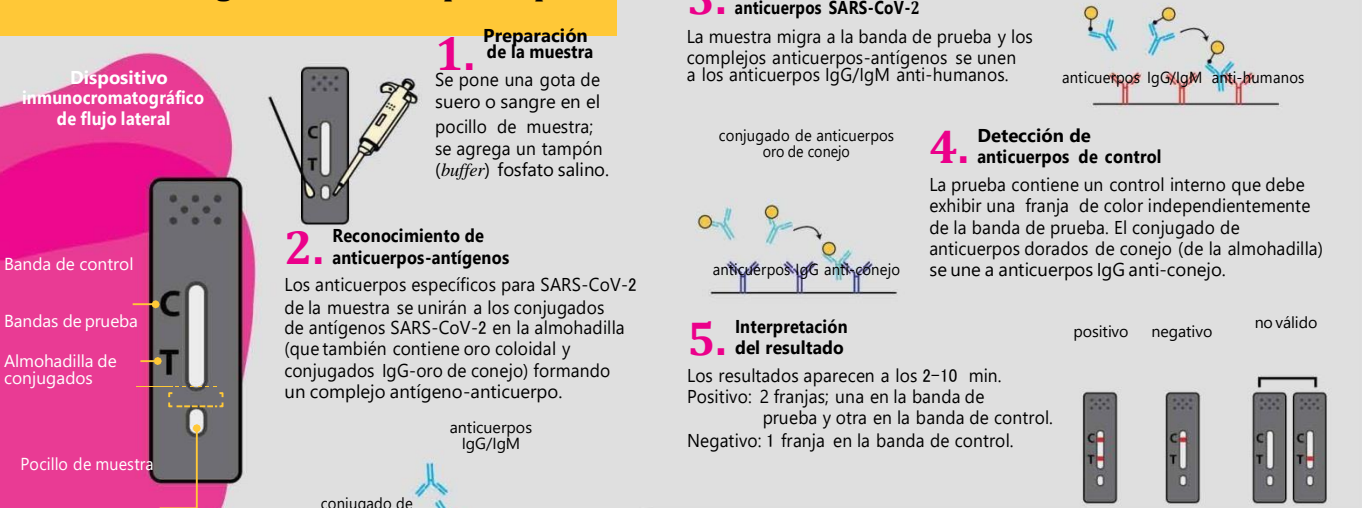 Dispositivo
inmunocromatográfico
de flujo lateral
Banda de control
Bandas de prueba
Almohadilla de
conjugados
Pocillo de muestra
C
T
1. Preparación
de la muestra
Se pone una gota de
suero o sangre en el
pocillo de muestra;
se agrega un tampón
(buffer) fosfato salino.
C
T
2. Reconocimiento de
anticuerpos-antígenos
Los anticuerpos específicos para SARS-CoV-2
de la muestra se unirán a los conjugados
de antígenos SARS-CoV-2 en la almohadilla
(que también contiene oro coloidal y
conjugados IgG-oro de conejo) formando
un complejo antígeno-anticuerpo.
anticuerpos
IgG/IgM
conjugado de
3.
anticuerpos SARS-CoV-2
La muestra migra a la banda de prueba y los
complejos anticuerpos-antígenos se unen
a los anticuerpos IgG/IgM anti-humanos.
anticuerpos IgG/IgM anti-humanos
conjugado de anticuerpos
oro de conejo
anticuerpos IgG anti-conejo
4. Detección de
anticuerpos de control
La prueba contiene un control interno que debe
exhibir una franja de color independientemente
de la banda de prueba. El conjugado de
anticuerpos dorados de conejo (de la almohadilla)
se une a anticuerpos IgG anti-conejo.
5. Interpretación
del resultado
Los resultados aparecen a los 2-10 min.
Positivo: 2 franjas; una en la banda de
prueba y otra en la banda de control.
Negativo: 1 franja en la banda de control.
positivo negativo no válido
C C C C
T T T T